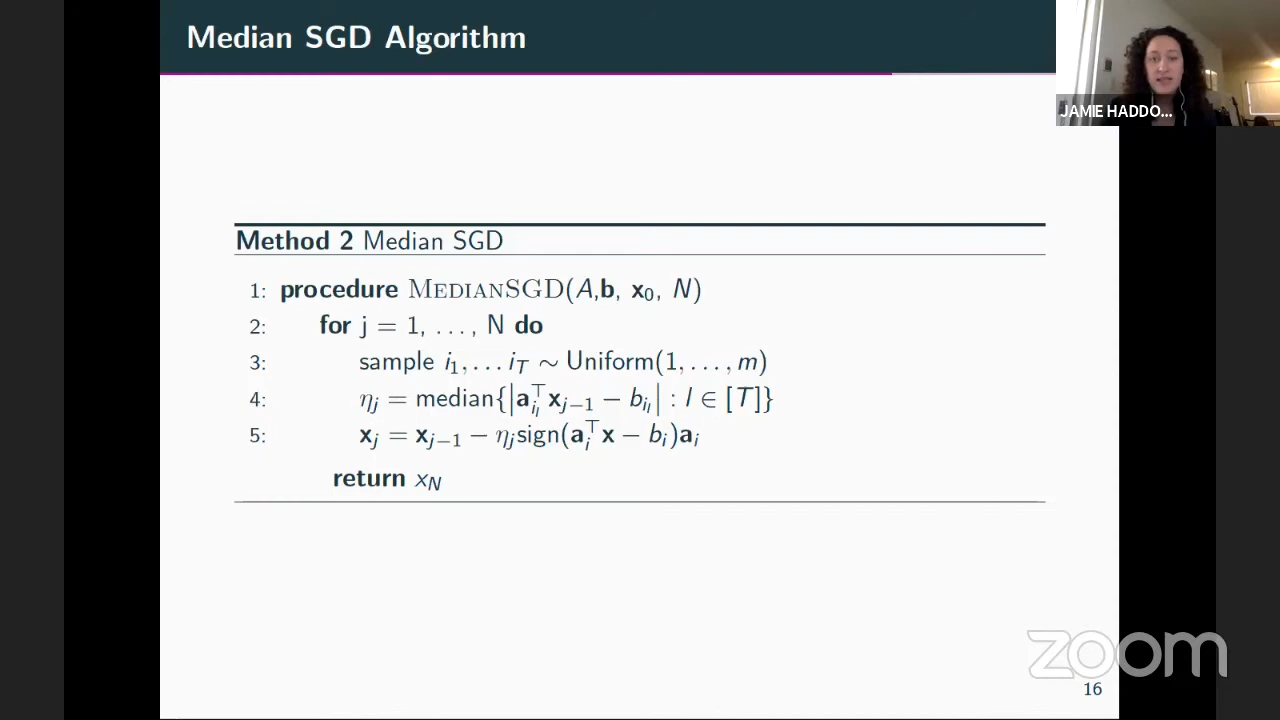 Median SGD Algorithm
JAMIE HADDO...
Method 2 Median SGD
1: procedure MEDIANSGD(A,b, x₀, N)
2: for j = 1, ..., N do
3: sample i₁, ... i_T ∼ Uniform(1, ..., m)
4: η_j = median{|a_{i_l}^⊤ x_{j−1} − b_{i_l}| : l ∈ [T]}
5: x_j = x_{j−1} − η_j sign(a_i^⊤ x − b_i)a_i
return x_N
zoom
16